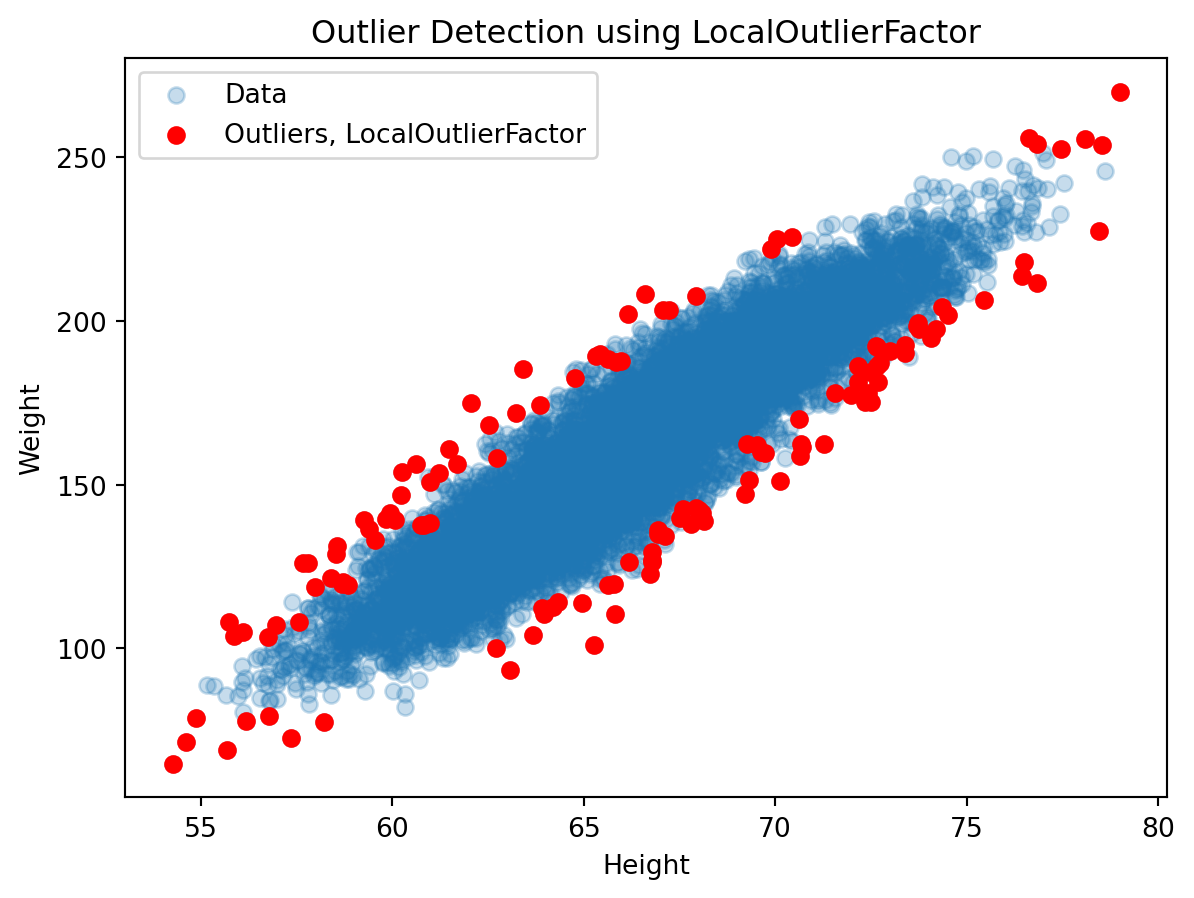 Outlier Detection using LocalOutlierFactor
Data
Outliers, LocalOutlierFactor
250
200
150
100
Weight
55 60 65 70 75 80
Height